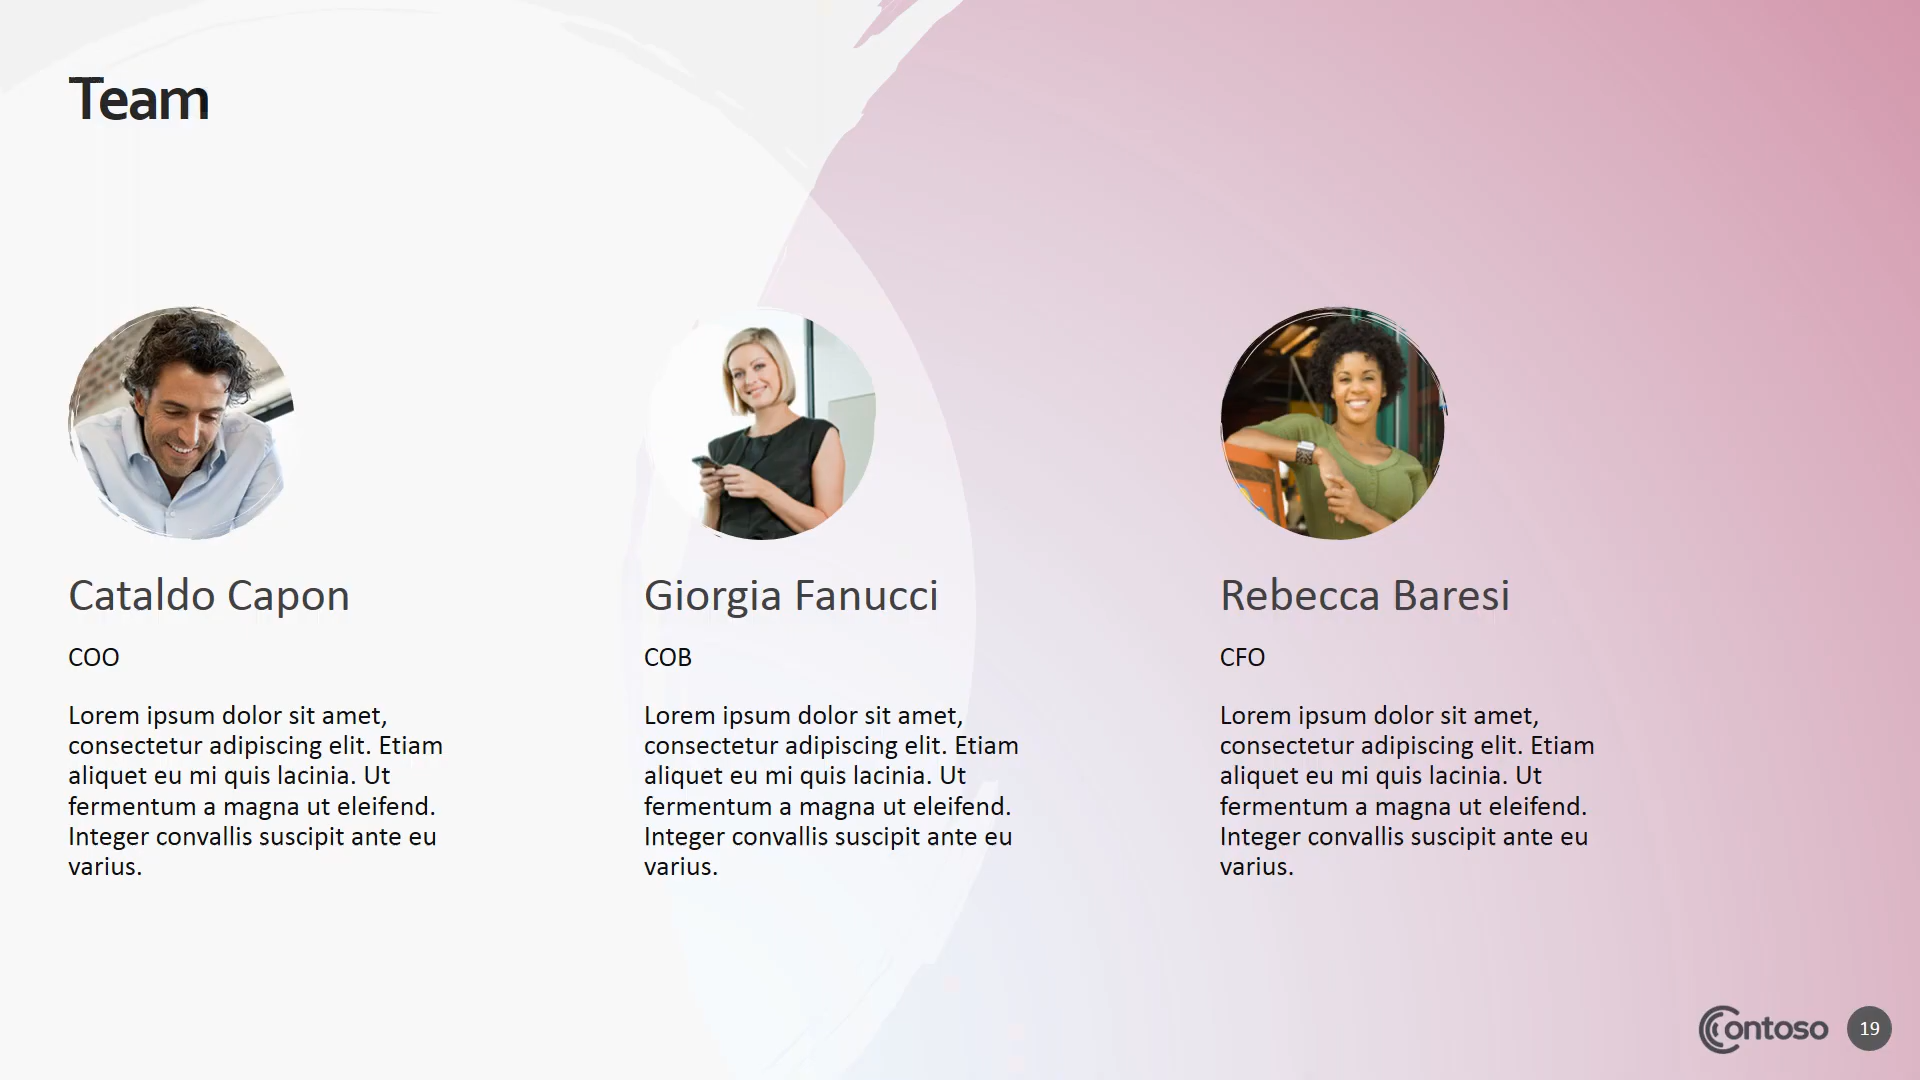 Team
Cataldo Capon
COO
Lorem ipsum dolor sit amet,
consectetur adipiscing elit. Etiam
aliquet eu mi quis lacinia. Ut
fermentum a magna ut eleifend.
Integer convallis suscipit ante eu
varius.
Giorgia Fanucci
COB
Lorem ipsum dolor sit amet,
consectetur adipiscing elit. Etiam
aliquet eu mi quis lacinia. Ut
fermentum a magna ut eleifend.
Integer convallis suscipit ante eu
varius.
Rebecca Baresi
CFO
Lorem ipsum dolor sit amet,
consectetur adipiscing elit. Etiam
aliquet eu mi quis lacinia. Ut
fermentum a magna ut eleifend.
Integer convallis suscipit ante eu
varius.
Contoso
19